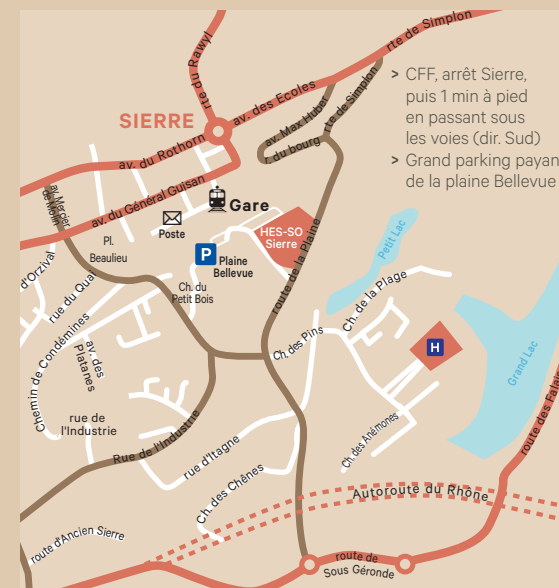 rte de Simplon
rte du Rawyl
> CFF, arrêt Sierre,
puis 1 min à pied
en passant sous
les voies (dir. Sud)
> Grand parking payan
de la plaine Bellevue
av. des Ecoles
av. Max Huber
rte de Simplon
SIERRE
r. du bourg
av. du Rothorn
av. du Général Guisan
av. Mercier
de Molin
Gare
Poste
HES-SO
Sierre
Pl.
Beaulieu
P
Plaine
Bellevue
route de la Plaine
Petit Lac
d'Orzival
rue du Quai
Ch. du
Petit Bois
Ch. de la Plage
Chemin de Condémines
av. des
Platanes
Ch. des Pins
H
Grand Lac
rue de
l'Industrie
Rue de l'Industrie
rue d'Itagne
Ch. des Anémones
route des Falais
Ch. des Chênes
Autoroute du Rhône
route d'Ancien Sierre
route de
Sous Géronde